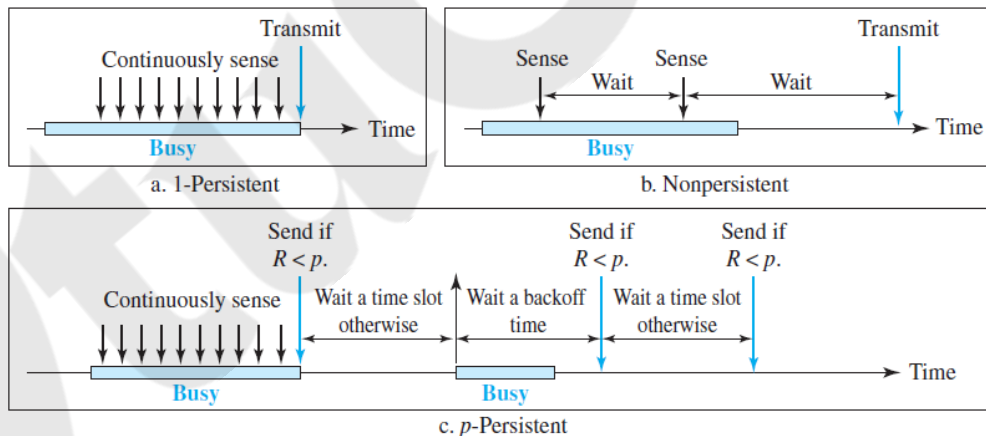 Transmit
Continuously sense
Time
Busy
a. 1-Persistent
Transmit
Sense
Sense
Wait
Wait
Time
Busy
b. Nonpersistent
Send if
R < p.
Send if
R < p.
Send if
R < p.
Continuously sense
Wait a time slot
otherwise
Wait a backoff
time
Wait a time slot
otherwise
Time
Busy
Busy
c. p-Persistent